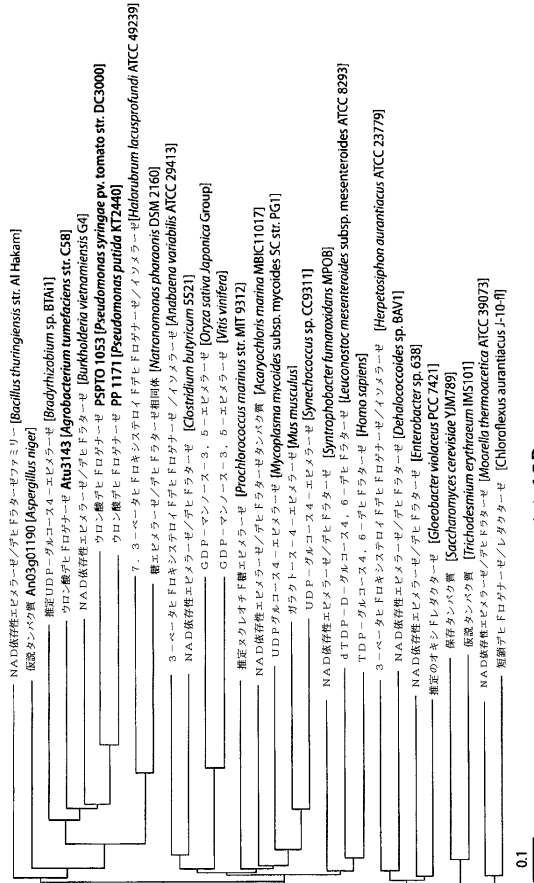 NAD依存性エピメラーゼ/デヒドラターゼファミリー [Bacillus thuringiensis str. Al Hakam]
仮説タンパク質 An03g01190 [Aspergillus niger]
推定UDP-グルコース4-エピメラーゼ [Bradyrhizobium sp. BTAi1]
ウロン酸デヒドロゲナーゼ Atu3143 [Agrobacterium tumefaciens str. C58]
NAD依存性エピメラーゼ/デヒドラターゼ [Burkholderia vietnamiensis G4]
ウロン酸デヒドロゲナーゼ PSPTO 1053 [Pseudomonas syringae pv. tomato str. DC3000]
ウロン酸デヒドロゲナーゼ PP 1171 [Pseudomonas putida KT2440]
7, 3-ベータヒドロキシステロイドデヒドロゲナーゼ/イソメラーゼ[Halorubrum lacusprofundi ATCC 49239]
糖エピメラーゼ/デヒドラターゼ相同体 [Natronomonas pharaonis DSM 2160]
3-ベータヒドロキシステロイドデヒドロゲナーゼ/イソメラーゼ [Anabaena variabilis ATCC 29413]
NAD依存性エピメラーゼ/デヒドラターゼ [Clostridium butyricum 5521]
GDP-マンノース-3, 5-エピメラーゼ [Oryza sativa Japonica Group]
GDP-マンノース-3, 5-エピメラーゼ [Vitis vinifera]
推定ヌクレオチド糖エピメラーゼ [Prochlorococcus marinus str. MIT 9312]
NAD依存性エピメラーゼ/デヒドラターゼタンパク質 [Acaryochloris marina MBIC11017]
UDPグルコース4-エピメラーゼ [Mycoplasma mycoides subsp. mycoides SC str. PG1]
ガラクトース-4-エピメラーゼ [Mus musculus]
UDP-グルコース4-エピメラーゼ [Synechococcus sp. CC9311]
NAD依存性エピメラーゼ/デヒドラターゼ [Syntrophobacter fumaroxidans MPOB]
dTDP-D-グルコース4, 6-デヒドラターゼ [Leuconostoc mesenteroides subsp. mesenteroides ATCC 8293]
TDP-グルコース4, 6-デヒドラターゼ [Homo sapiens]
3-ベータヒドロキシステロイドデヒドロゲナーゼ/イソメラーゼ [Herpetosiphon aurantiacus ATCC 23779]
NAD依存性エピメラーゼ/デヒドラターゼ [Dehalococcoides sp. BAV1]
NAD依存性エピメラーゼ/デヒドラターゼ [Enterobacter sp. 638]
推定のオキシドレダクターゼ [Gloeobacter violaceus PCC 7421]
保存タンパク質 [Saccharomyces cerevisiae YJM789]
仮説タンパク質 [Trichodesmium erythraeum IMS101]
NAD依存性エピメラーゼ/デヒドラターゼ [Moorella thermoacetica ATCC 39073]
短鎖デヒドロゲナーゼ/レダクターゼ [Chloroflexus aurantiacus J-10-fl]
0.1